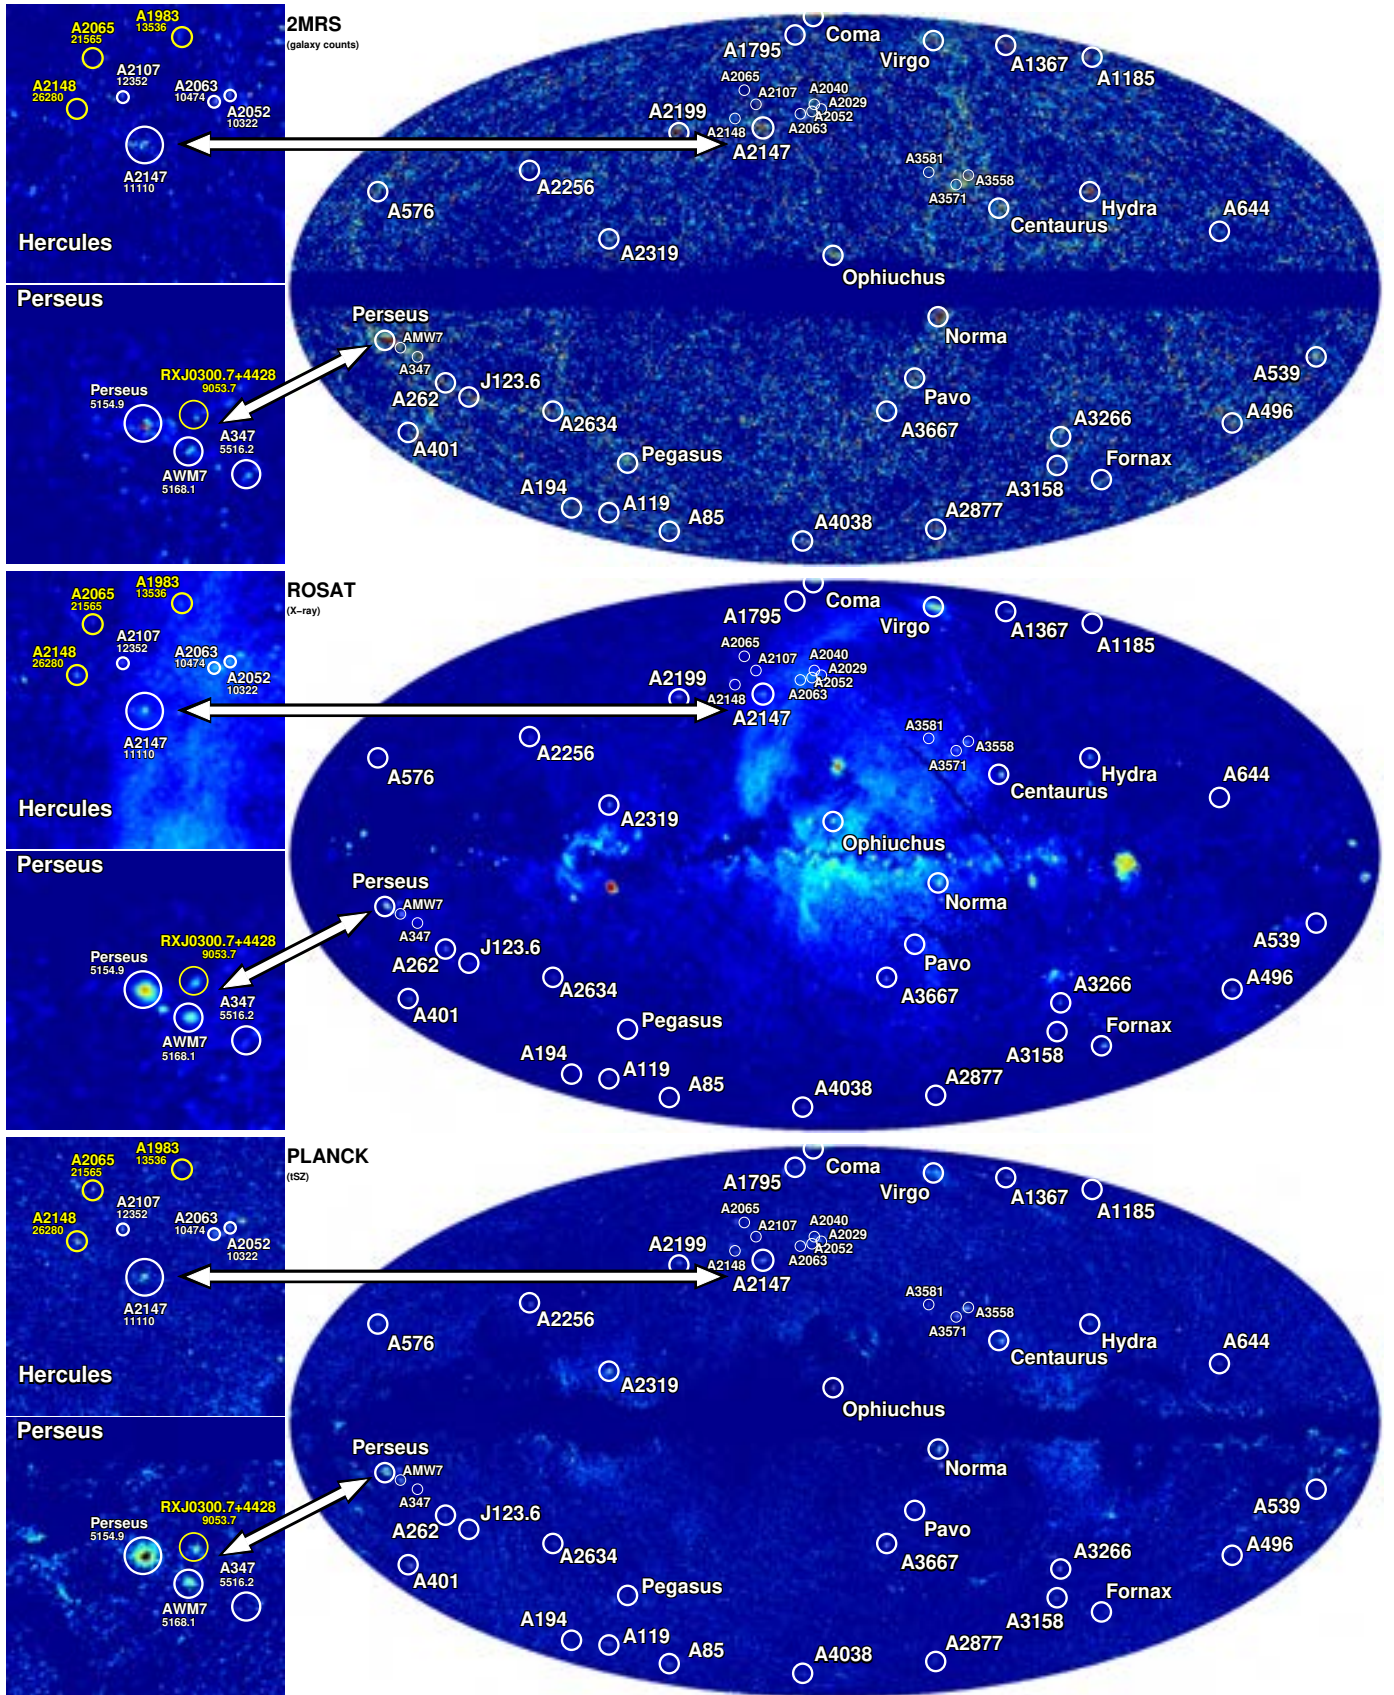 2MRS
(galaxy counts)
A1983
13536
A2065
21565
A2107
12352
A2148
26280
A2063
10474
A2052
10322
A2147
11110
Hercules
Perseus
RXJ0300.7+4428
9053.7
Perseus
5154.9
A347
5516.2
AWM7
5168.1
Coma
A1795
Virgo
A1367
A1185
A2065
A2107
A2040
A2029
A2052
A2063
A2199
A2148
A2147
A3581
A3558
A3571
A2256
A576
Hydra
A644
Centaurus
A2319
Ophiuchus
Perseus
AMW7
A347
Norma
A539
J123.6
A262
Pavo
A2634
A3667
A3266
A496
A401
Pegasus
Fornax
A3158
A194
A119
A85
A4038
A2877
ROSAT
(X-ray)
A1983
13536
A2065
21565
A2107
12352
A2148
26280
A2063
10474
A2052
10322
A2147
11110
Hercules
Perseus
RXJ0300.7+4428
9053.7
Perseus
5154.9
A347
5516.2
AWM7
5168.1
Coma
A1795
Virgo
A1367
A1185
A2065
A2107
A2040
A2029
A2052
A2063
A2199
A2148
A2147
A3581
A3558
A3571
A2256
A576
Hydra
A644
Centaurus
A2319
Ophiuchus
Perseus
AMW7
A347
Norma
A539
J123.6
A262
Pavo
A2634
A3667
A3266
A496
A401
Pegasus
Fornax
A3158
A194
A119
A85
A4038
A2877
PLANCK
(tSZ)
A1983
13536
A2065
21565
A2107
12352
A2148
26280
A2063
10474
A2052
10322
A2147
11110
Hercules
Perseus
RXJ0300.7+4428
9053.7
Perseus
5154.9
A347
5516.2
AWM7
5168.1
Coma
A1795
Virgo
A1367
A1185
A2065
A2107
A2040
A2029
A2052
A2063
A2199
A2148
A2147
A3581
A3558
A3571
A2256
A576
Hydra
A644
Centaurus
A2319
Ophiuchus
Perseus
AMW7
A347
Norma
A539
J123.6
A262
Pavo
A2634
A3667
A3266
A496
A401
Pegasus
Fornax
A3158
A194
A119
A85
A4038
A2877